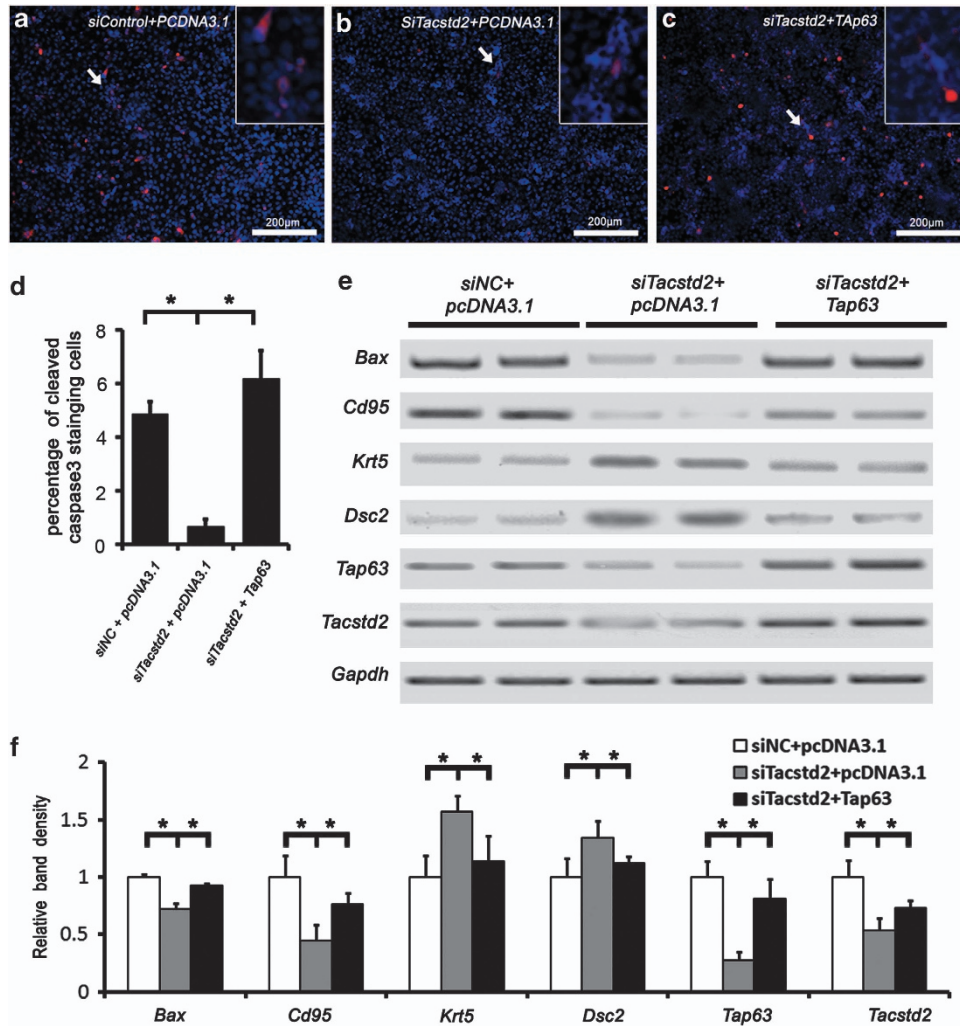 a
siControl+PCDNA3.1
200μm
b
SiTacstd2+PCDNA3.1
200μm
c
siTacstd2+TAp63
200μm
d
percentage of cleaved
caspase3 stainging cells
8
6
4
2
0
* *
siNC + pcDNA3.1
siTacstd2 + pcDNA3.1
siTacstd2 + Tap63
e
siNC+
pcDNA3.1
siTacstd2+
pcDNA3.1
siTacstd2+
Tap63
Bax
Cd95
Krt5
Dsc2
Tap63
Tacstd2
Gapdh
f
Relative band density
2
1.5
1
0.5
0
siNC+pcDNA3.1
siTacstd2+pcDNA3.1
siTacstd2+Tap63
* *
* *
* *
* *
* *
* *
Bax
Cd95
Krt5
Dsc2
Tap63
Tacstd2